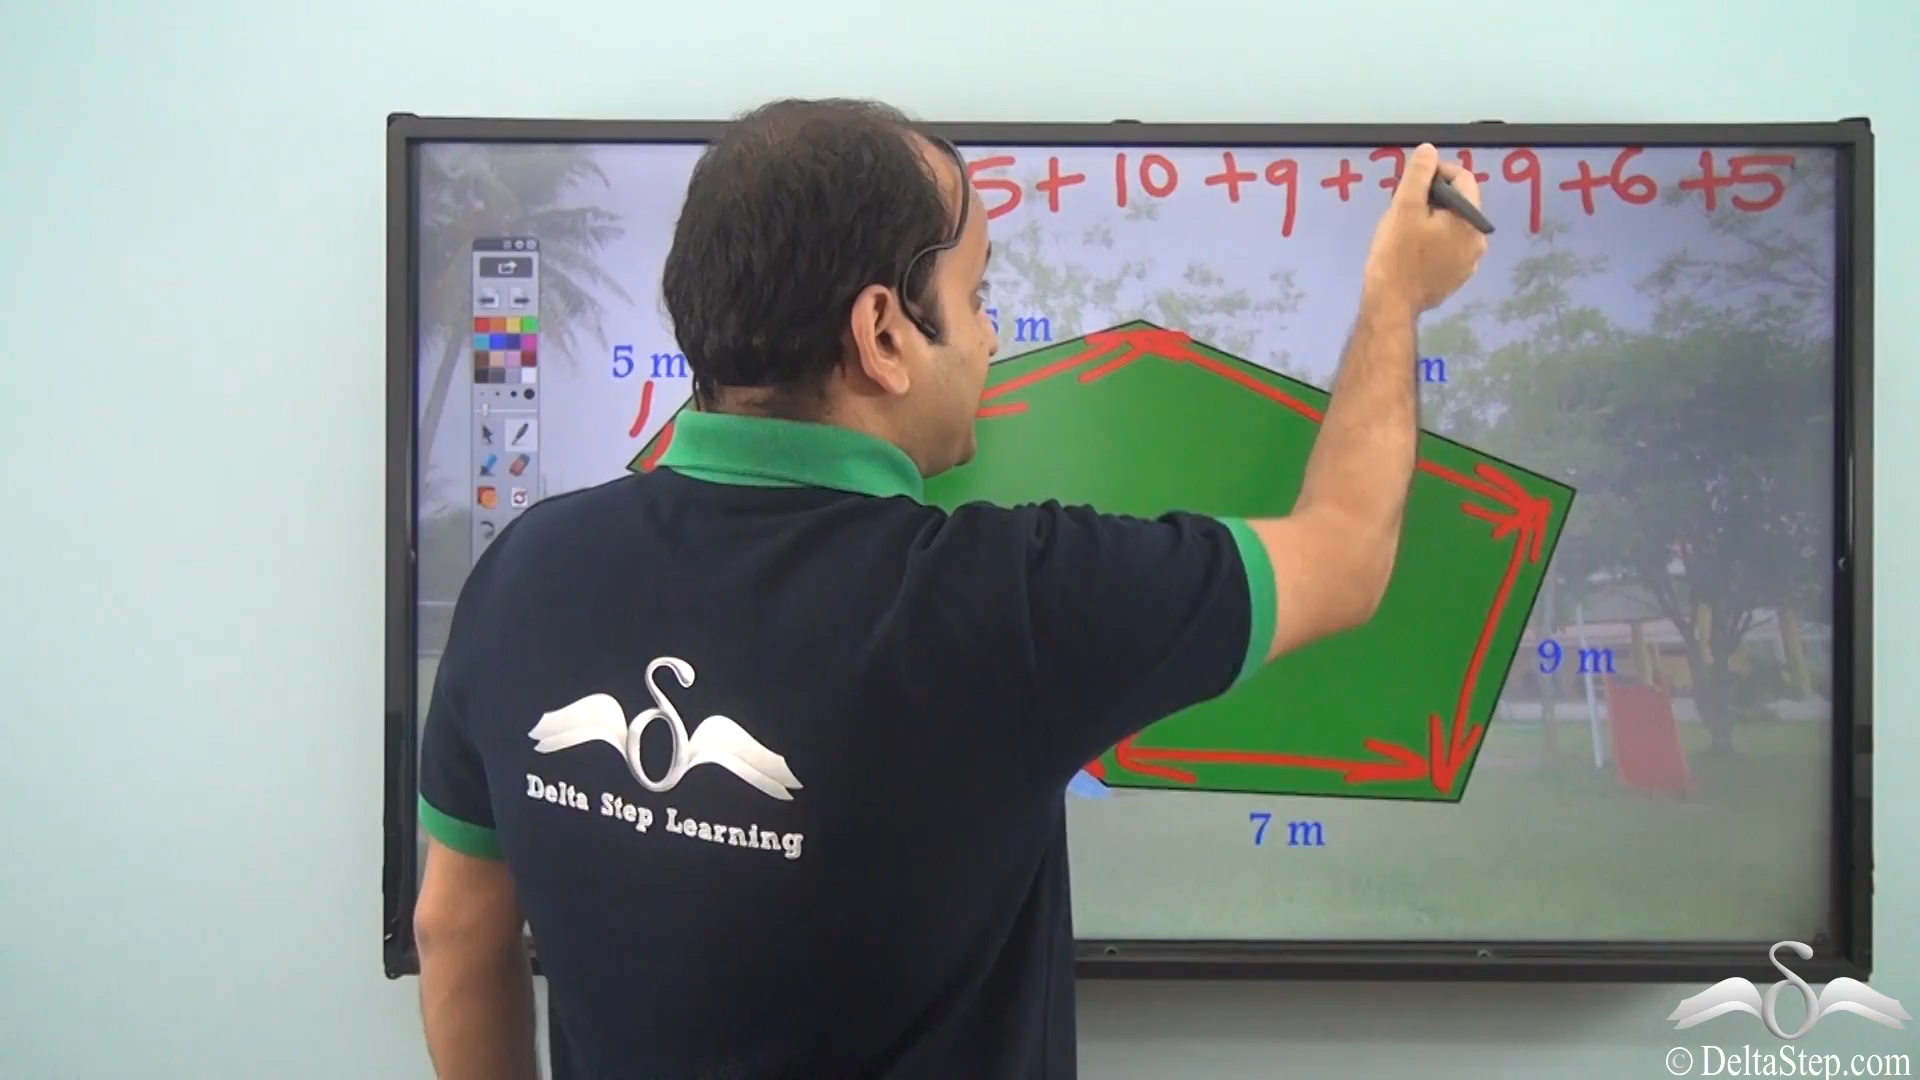 5 + 10 + 9 + 7 + 9 + 6 + 5
5 m
m
m
9 m
7 m
Delta Step Learning
© DeltaStep.com